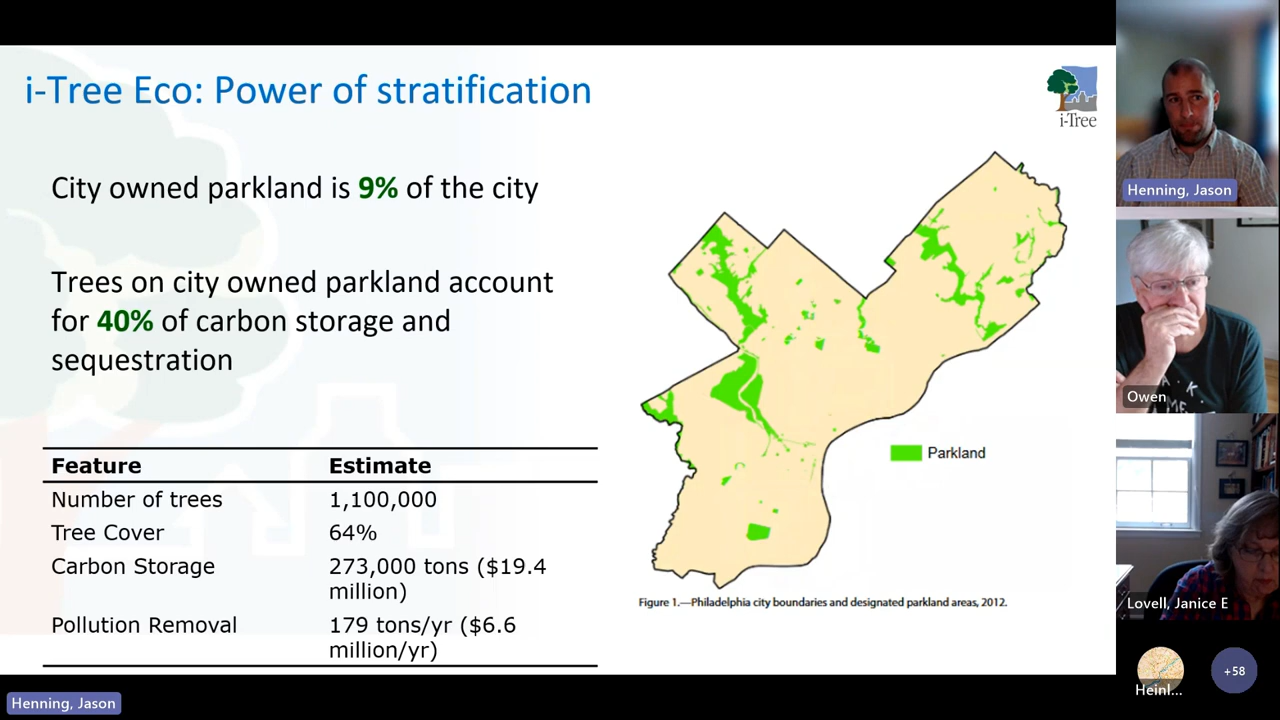 i-Tree Eco: Power of stratification
i-Tree
City owned parkland is 9% of the city
Trees on city owned parkland account
for 40% of carbon storage and
sequestration
Feature Estimate
Number of trees 1,100,000
Tree Cover 64%
Carbon Storage 273,000 tons ($19.4
million)
Pollution Removal 179 tons/yr ($6.6
million/yr)
Parkland
Figure 1.—Philadelphia city boundaries and designated parkland areas, 2012.
Henning, Jason
Henning, Jason
Owen
Lovell, Janice E
Heinl...
+58